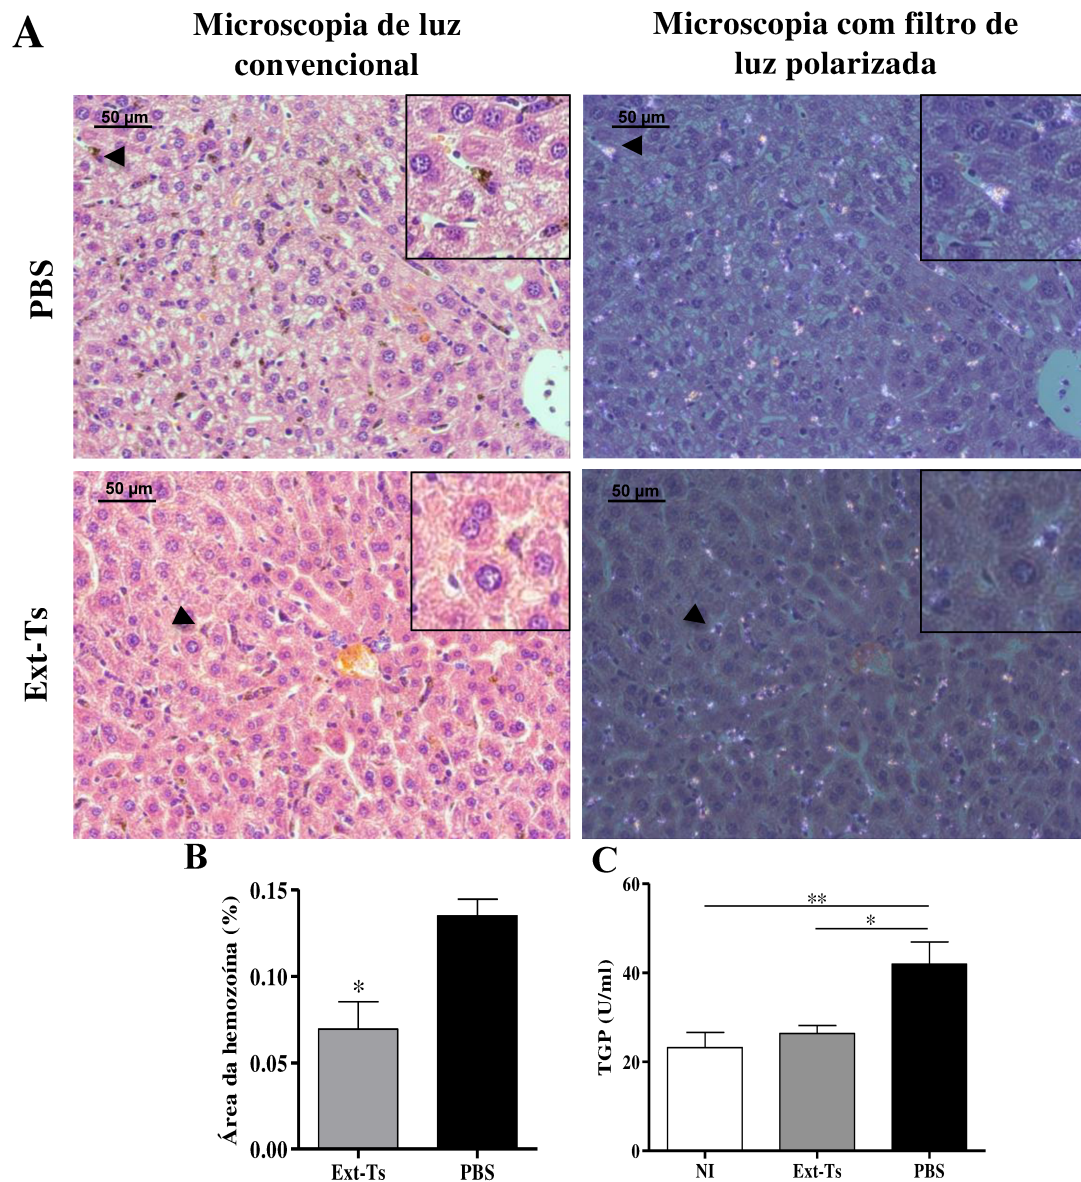 A
Microscopia de luz
convencional
Microscopia com filtro de
luz polarizada
PBS
50 µm
50 µm
Ext-Ts
50 µm
50 µm
B
Área da hemozoína (%)
0.15
0.10
0.05
0.00
*
Ext-Ts
PBS
C
TGP (U/ml)
60
40
20
0
**
*
NI
Ext-Ts
PBS